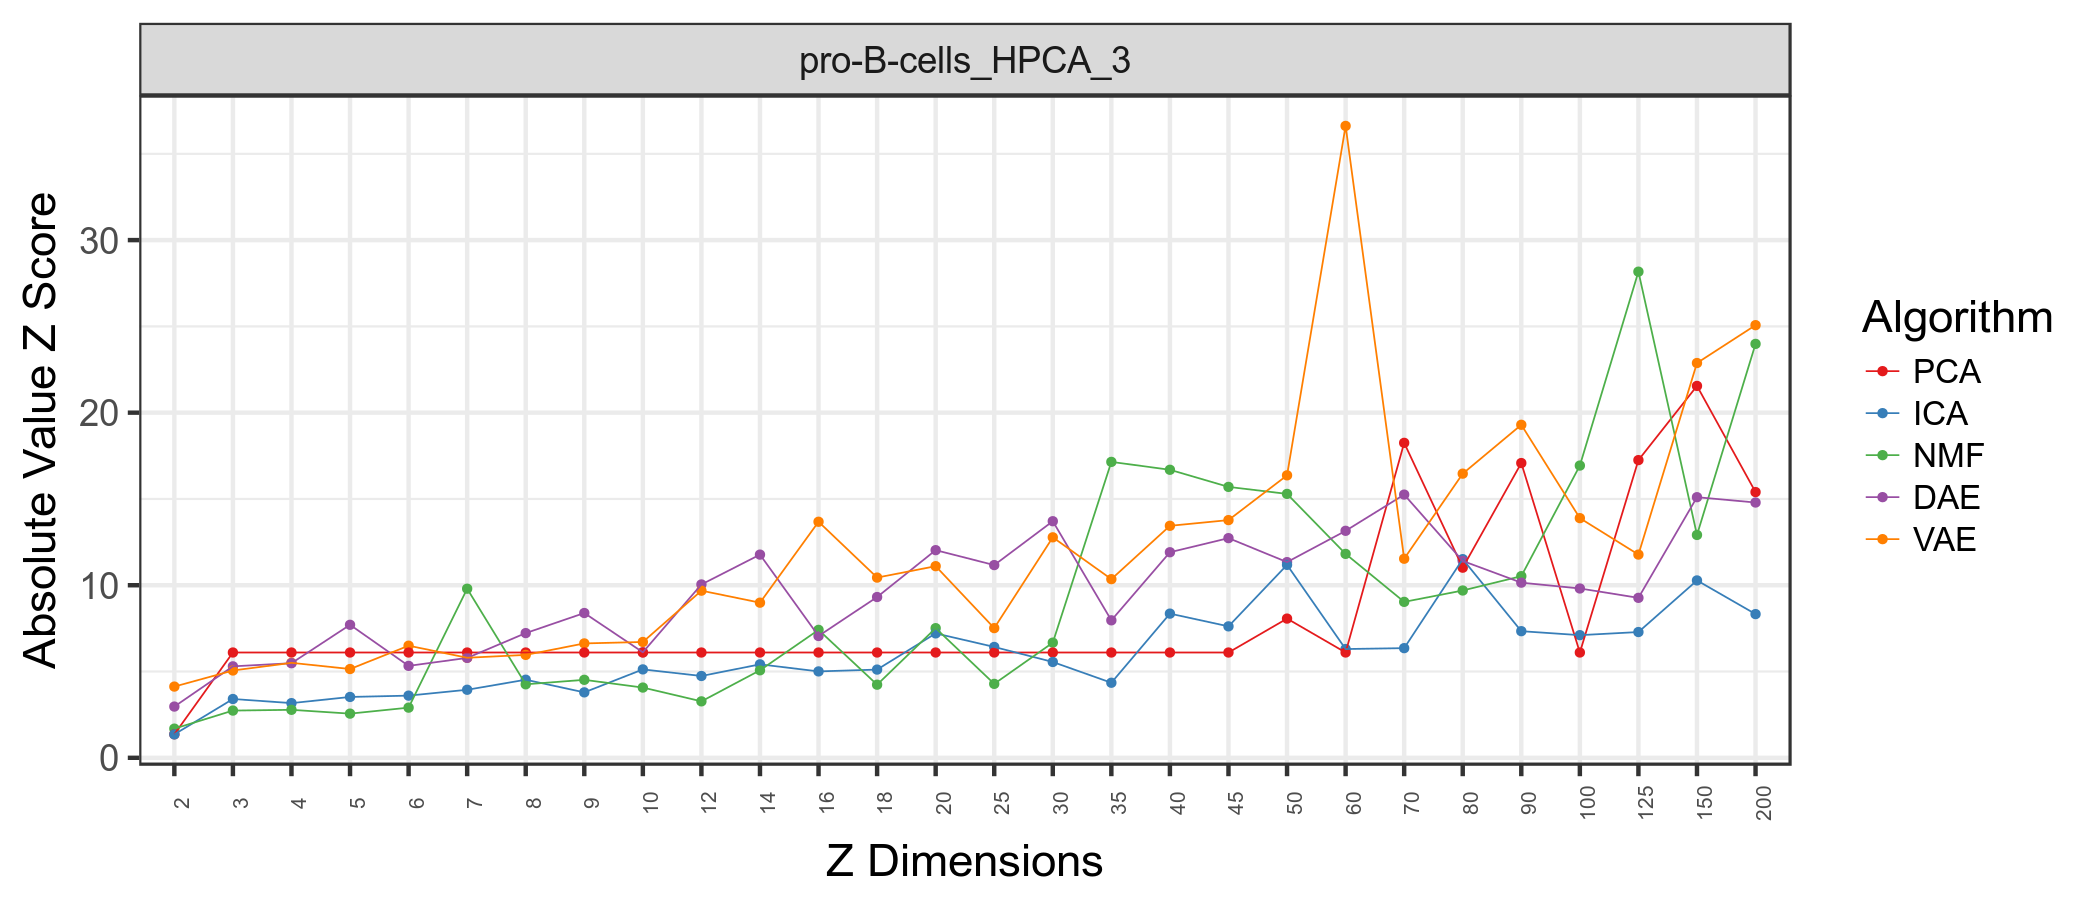 pro-B-cells_HPCA_3
Absolute Value Z Score
30
20
10
0
2 3 4 5 6 7 8 9 10 12 14 16 18 20 25 30 35 40 45 50 60 70 80 90 100 125 150 200
Z Dimensions
Algorithm
PCA
ICA
NMF
DAE
VAE